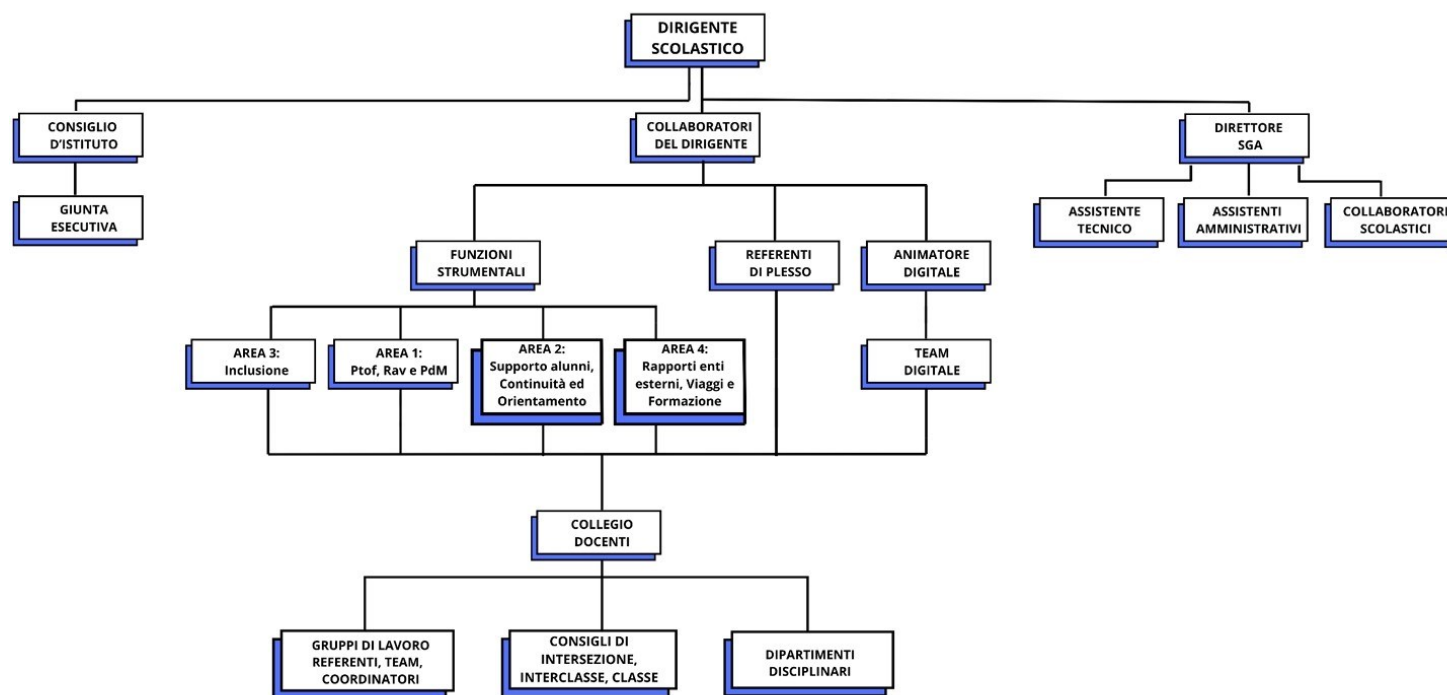 DIRIGENTE
SCOLASTICO
CONSIGLIO
D'ISTITUTO
COLLABORATORI
DEL DIRIGENTE
DIRETTORE
SGA
GIUNTA
ESECUTIVA
ASSISTENTE
TECNICO
ASSISTENTI
AMMINISTRATIVI
COLLABORATORI
SCOLASTICI
FUNZIONI
STRUMENTALI
REFERENTI
DI PLESSO
ANIMATORE
DIGITALE
AREA 3:
Inclusione
AREA 1:
Ptof, Rav e PdM
AREA 2:
Supporto alunni,
Continuità ed
Orientamento
AREA 4:
Rapporti enti
esterni, Viaggi e
Formazione
TEAM
DIGITALE
COLLEGIO
DOCENTI
GRUPPI DI LAVORO
REFERENTI, TEAM,
COORDINATORI
CONSIGLI DI
INTERSEZIONE,
INTERCLASSE, CLASSE
DIPARTIMENTI
DISCIPLINARI